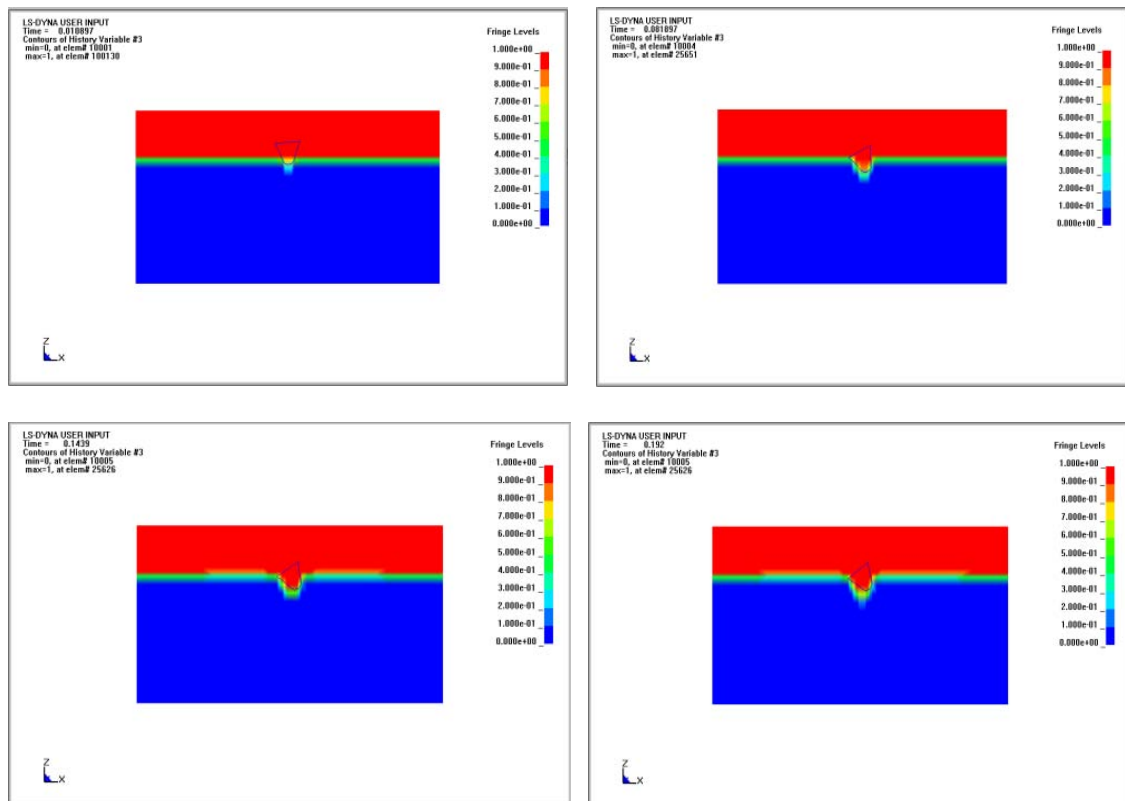 LS-DYNA USER INPUT
Time = 0.010897
Contours of History Variable #3
min=0, at elem# 10001
max=1, at elem# 100130
Fringe Levels
1.000e+00
9.000e-01
8.000e-01
7.000e-01
6.000e-01
5.000e-01
4.000e-01
3.000e-01
2.000e-01
1.000e-01
0.000e+00
Z
X
LS-DYNA USER INPUT
Time = 0.081897
Contours of History Variable #3
min=0, at elem# 10004
max=1, at elem# 25651
Fringe Levels
1.000e+00
9.000e-01
8.000e-01
7.000e-01
6.000e-01
5.000e-01
4.000e-01
3.000e-01
2.000e-01
1.000e-01
0.000e+00
Z
X
LS-DYNA USER INPUT
Time = 0.1439
Contours of History Variable #3
min=0, at elem# 10005
max=1, at elem# 25626
Fringe Levels
1.000e+00
9.000e-01
8.000e-01
7.000e-01
6.000e-01
5.000e-01
4.000e-01
3.000e-01
2.000e-01
1.000e-01
0.000e+00
Z
X
LS-DYNA USER INPUT
Time = 0.192
Contours of History Variable #3
min=0, at elem# 10005
max=1, at elem# 25626
Fringe Levels
1.000e+00
9.000e-01
8.000e-01
7.000e-01
6.000e-01
5.000e-01
4.000e-01
3.000e-01
2.000e-01
1.000e-01
0.000e+00
Z
X